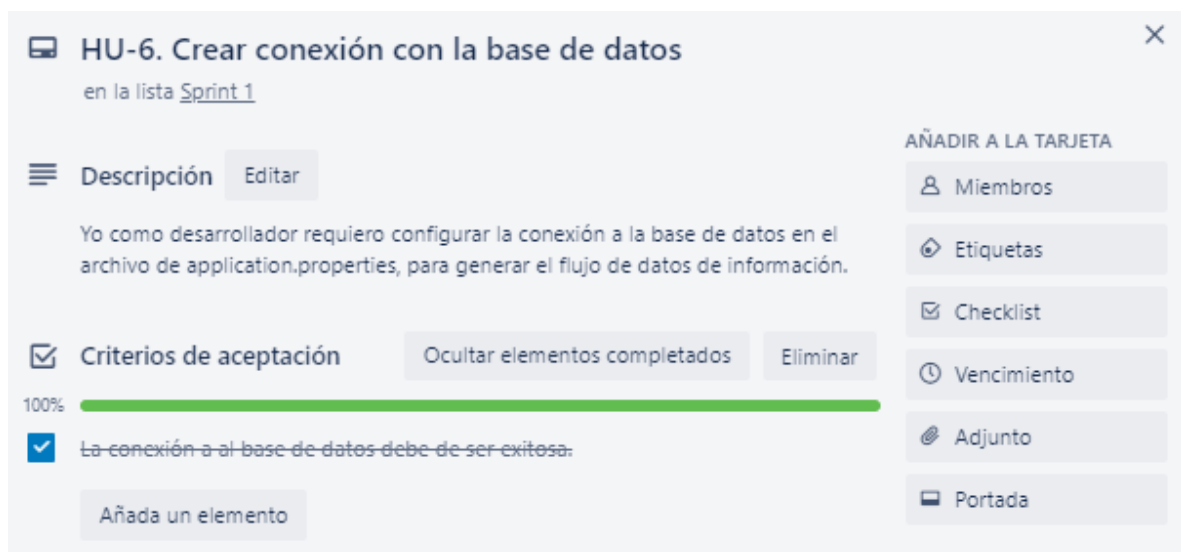 HU-6. Crear conexión con la base de datos
en la lista Sprint 1
Descripción
Editar
Yo como desarrollador requiero configurar la conexión a la base de datos en el
archivo de application.properties, para generar el flujo de datos de información.
Criterios de aceptación
Ocultar elementos completados
Eliminar
100%
La conexión a al base de datos debe de ser exitosa.
Añada un elemento
AÑADIR A LA TARJETA
Miembros
Etiquetas
Checklist
Vencimiento
Adjunto
Portada